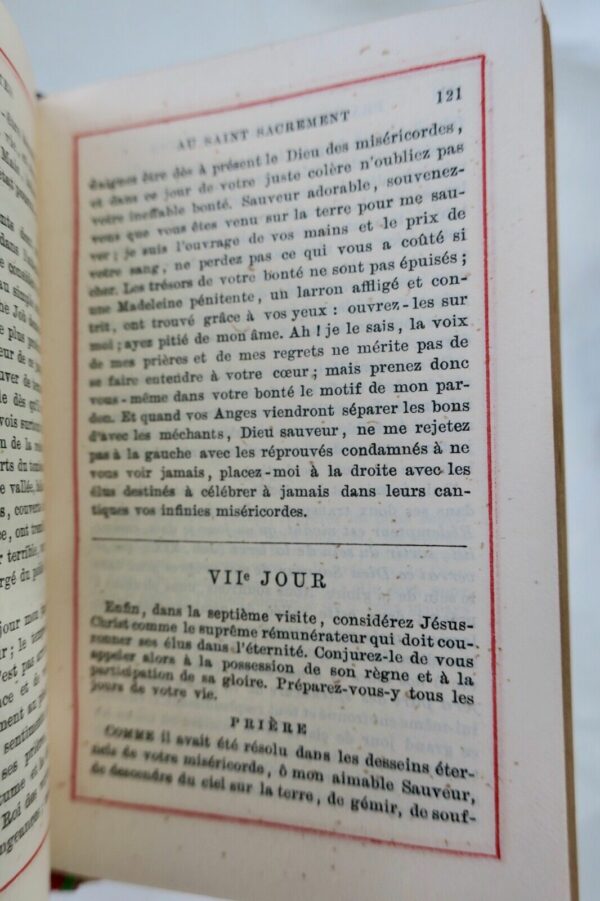 121
AU SAINT SACREMENT
daignez être dès à présent le Dieu des miséricordes,
et dans ce jour de votre juste colère n'oubliez pas
votre ineffable bonté. Sauveur adorable, souvenez-
vous que vous êtes venu sur la terre pour me sau-
ver; je suis l'ouvrage de vos mains et le prix de
votre sang, ne perdez pas ce qui vous a coûté si
cher. Les trésors de votre bonté ne sont pas épuisés;
une Madeleine pénitente, un larron affligé et con-
trit, ont trouvé grâce à vos yeux : ouvrez-les sur
moi; ayez pitié de mon âme. Ah ! je le sais, la voix
de mes prières et de mes regrets ne mérite pas de
se faire entendre à votre cœur; mais prenez donc
vous-même dans votre bonté le motif de mon par-
don. Et quand vos Anges viendront séparer les bons
d'avec les méchants, Dieu sauveur, ne me rejetez
pas à la gauche avec les réprouvés condamnés à ne
vous voir jamais, placez-moi à la droite avec les
élus destinés à célébrer à jamais dans leurs can-
tiques vos infinies miséricordes.
VIIe JOUR
Enfin, dans la septième visite, considérez Jésus-
Christ comme le suprême rémunérateur qui doit cou-
ronner ses élus dans l'éternité. Conjurez-le de vous
appeler alors à la possession de son règne et à la
participation de sa gloire. Préparez-vous-y tous les
jours de votre vie.
PRIÈRE
COMME il avait été résolu dans les desseins éter-
nels de votre miséricorde, ô mon aimable Sauveur,
de descendre du ciel sur la terre, de gémir, de souf-